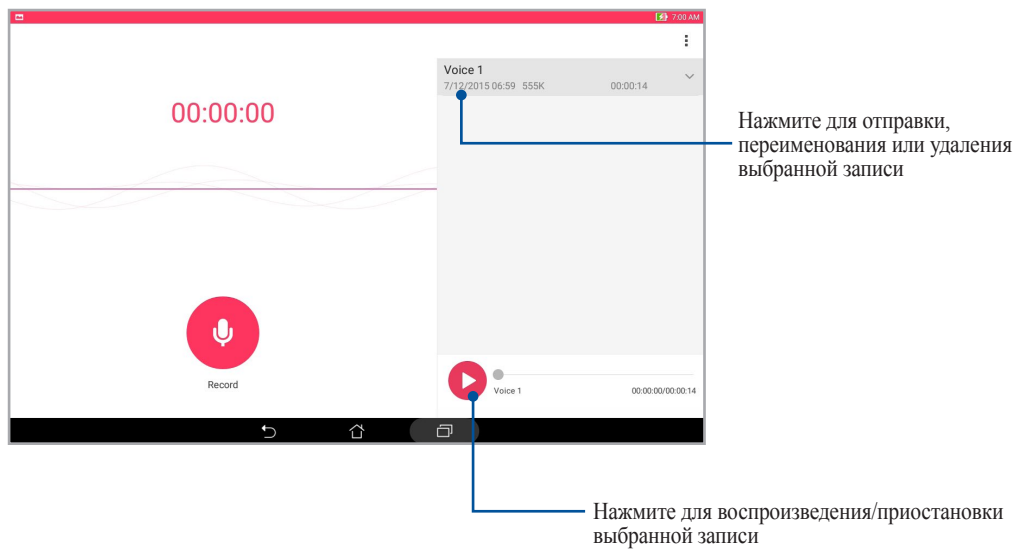 7:00 AM
Voice 1
7/12/2015 06:59 555K 00:00:14
00:00:00
Нажмите для отправки,
переименования или удаления
выбранной записи
Record
Voice 1 00:00:00/00:00:14
Нажмите для воспроизведения/приостановки
выбранной записи